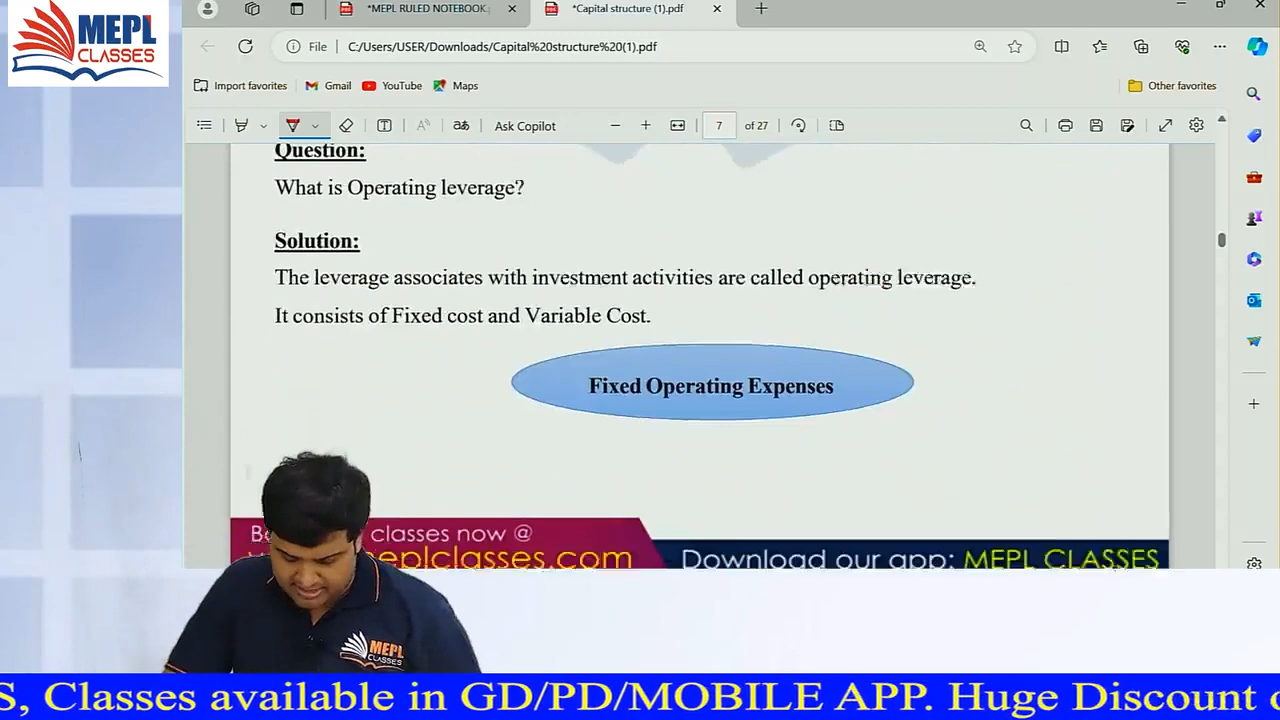 MEPL
CLASSES
*MEPL RULED NOTEBOOK.
*Capital structure (1).pdf
File
C:/Users/USER/Downloads/Capital%20structure%20(1).pdf
Import favorites
Gmail
YouTube
Maps
Other favorites
Ask Copilot
7
of 27
Question:
What is Operating leverage?
Solution:
The leverage associates with investment activities are called operating leverage.
It consists of Fixed cost and Variable Cost.
Fixed Operating Expenses
classes now @
eplclasses.com
Download our app: MEPL CLASSES
MEPL
CLASSES
S, Classes available in GD/PD/MOBILE APP. Huge Discount